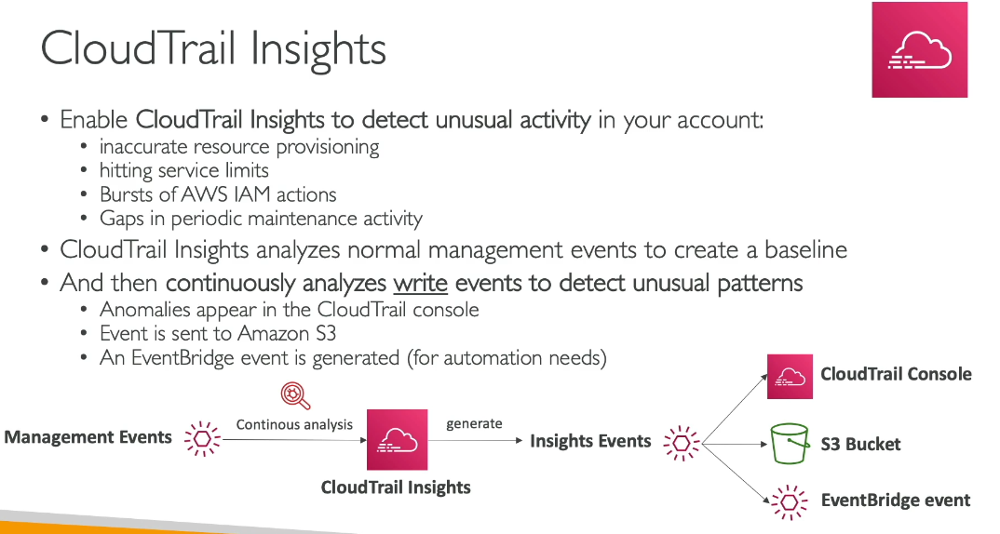 CloudTrail Insights
• Enable CloudTrail Insights to detect unusual activity in your account:
• inaccurate resource provisioning
• hitting service limits
• Bursts of AWS IAM actions
• Gaps in periodic maintenance activity
• CloudTrail Insights analyzes normal management events to create a baseline
• And then continuously analyzes write events to detect unusual patterns
• Anomalies appear in the CloudTrail console
• Event is sent to Amazon S3
• An EventBridge event is generated (for automation needs)
Management Events
Continous analysis
CloudTrail Insights
generate
Insights Events
CloudTrail Console
S3 Bucket
EventBridge event